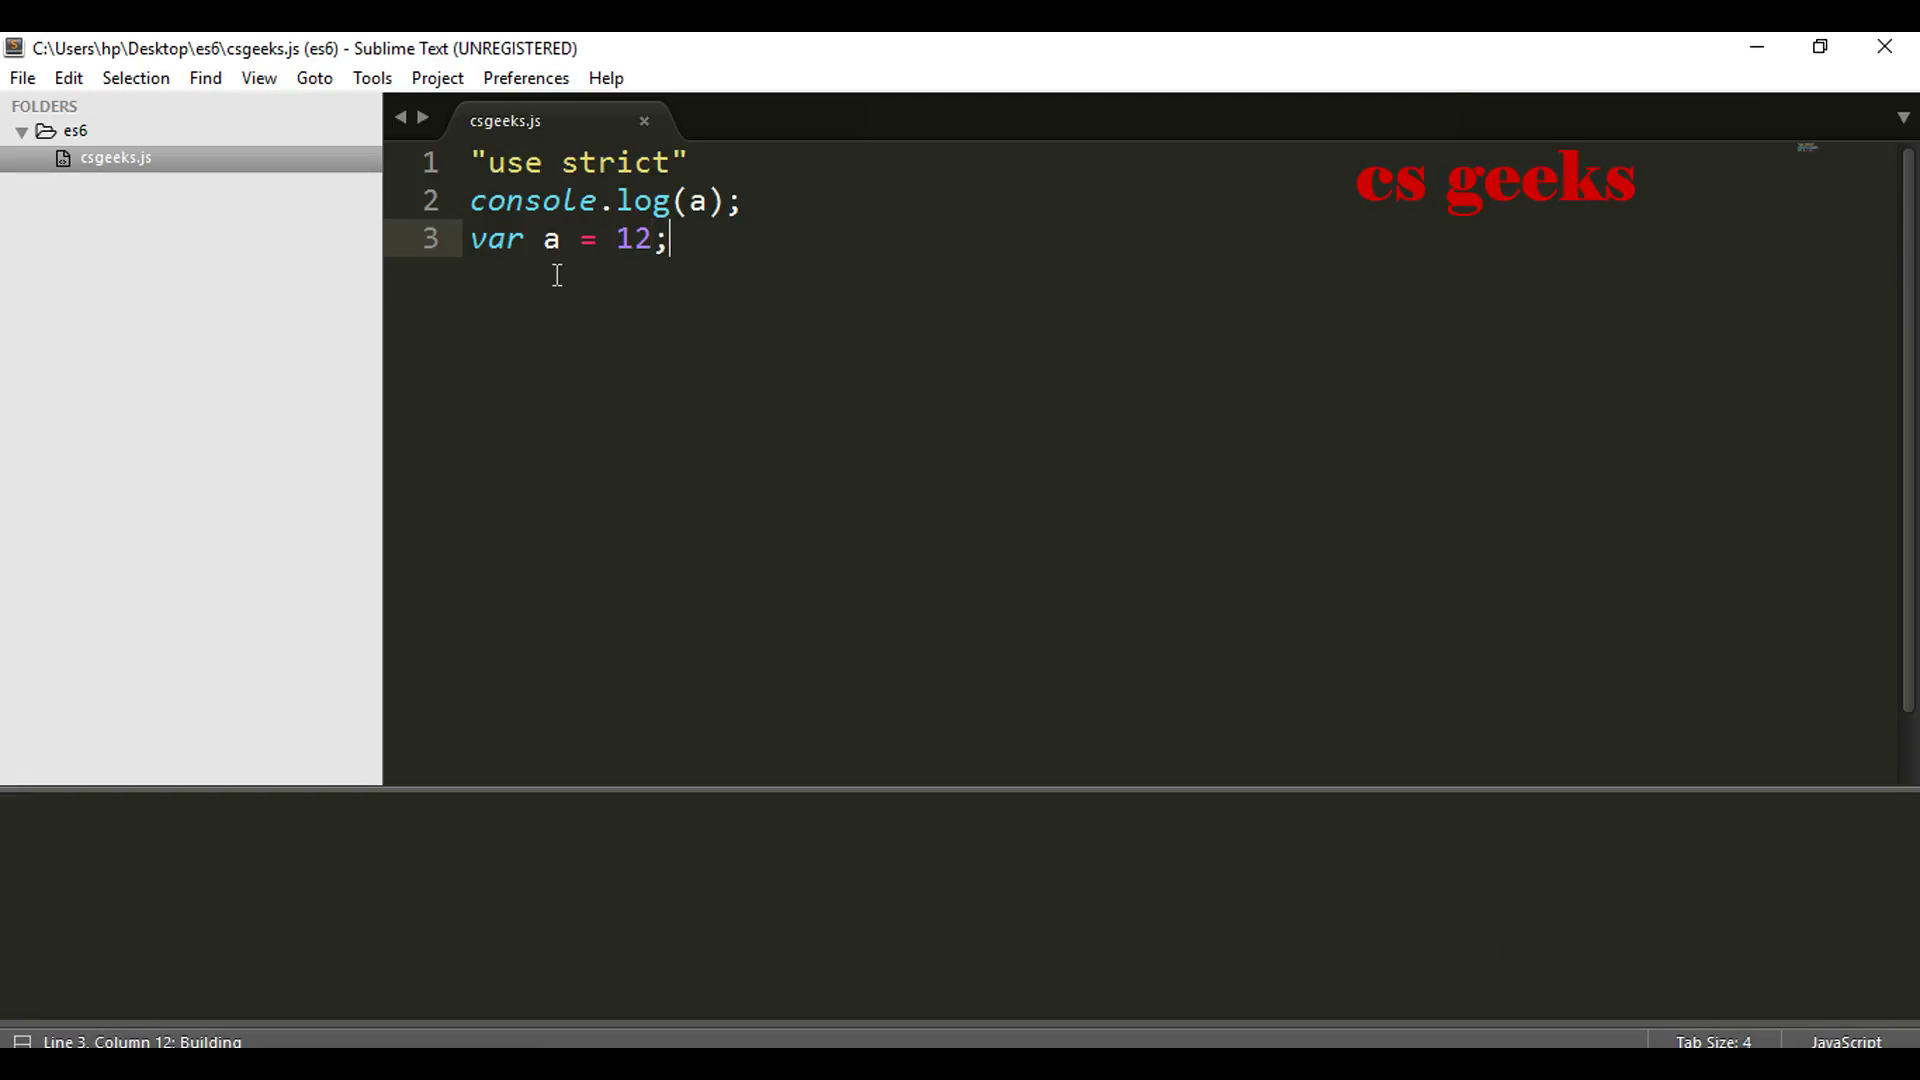 C:\Users\hp\Desktop\es6\csgeeks.js (es6) - Sublime Text (UNREGISTERED)
File Edit Selection Find View Goto Tools Project Preferences Help
FOLDERS
es6
csgeeks.js
csgeeks.js
1 "use strict"
2 console.log(a);
3 var a = 12;
cs geeks
Line 3, Column 12; Building
Tab Size: 4
JavaScript